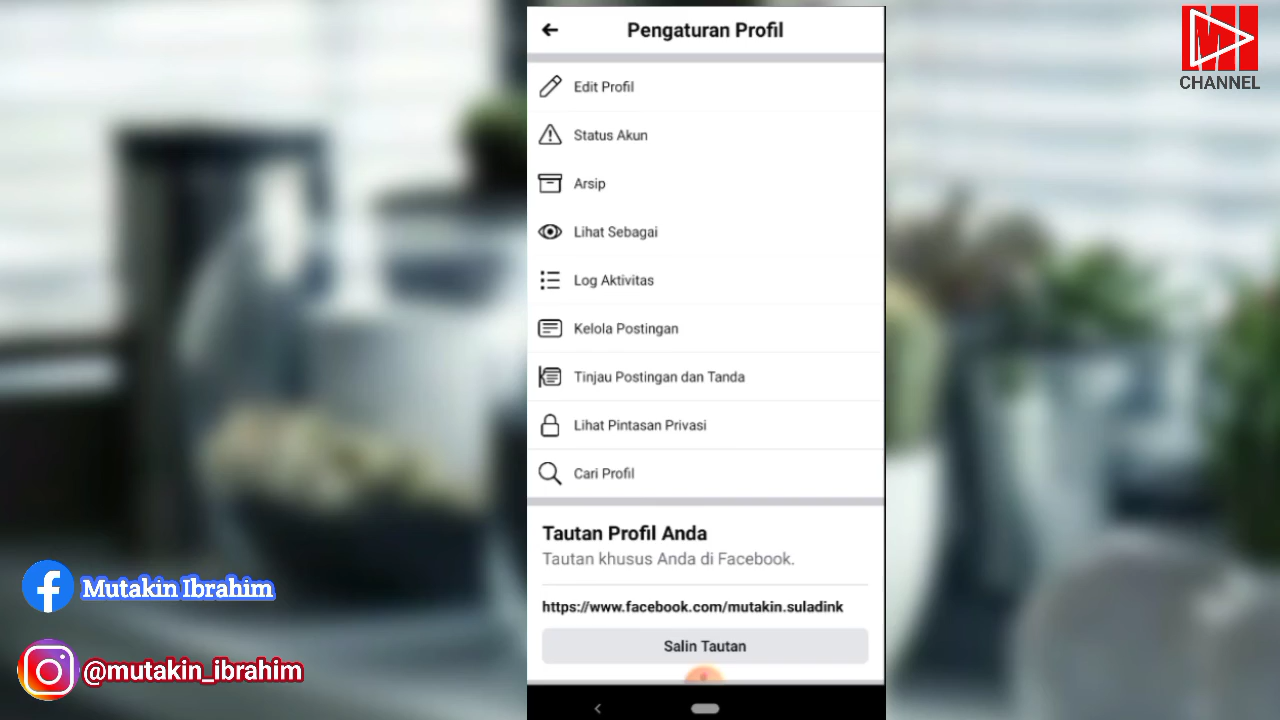 Pengaturan Profil
Edit Profil
Status Akun
Arsip
Lihat Sebagai
Log Aktivitas
Kelola Postingan
Tinjau Postingan dan Tanda
Lihat Pintasan Privasi
Cari Profil
Tautan Profil Anda
Tautan khusus Anda di Facebook.
https://www.facebook.com/mutakin.suladink
Salin Tautan
MI
CHANNEL
Mutakin Ibrahim
@mutakin_ibrahim